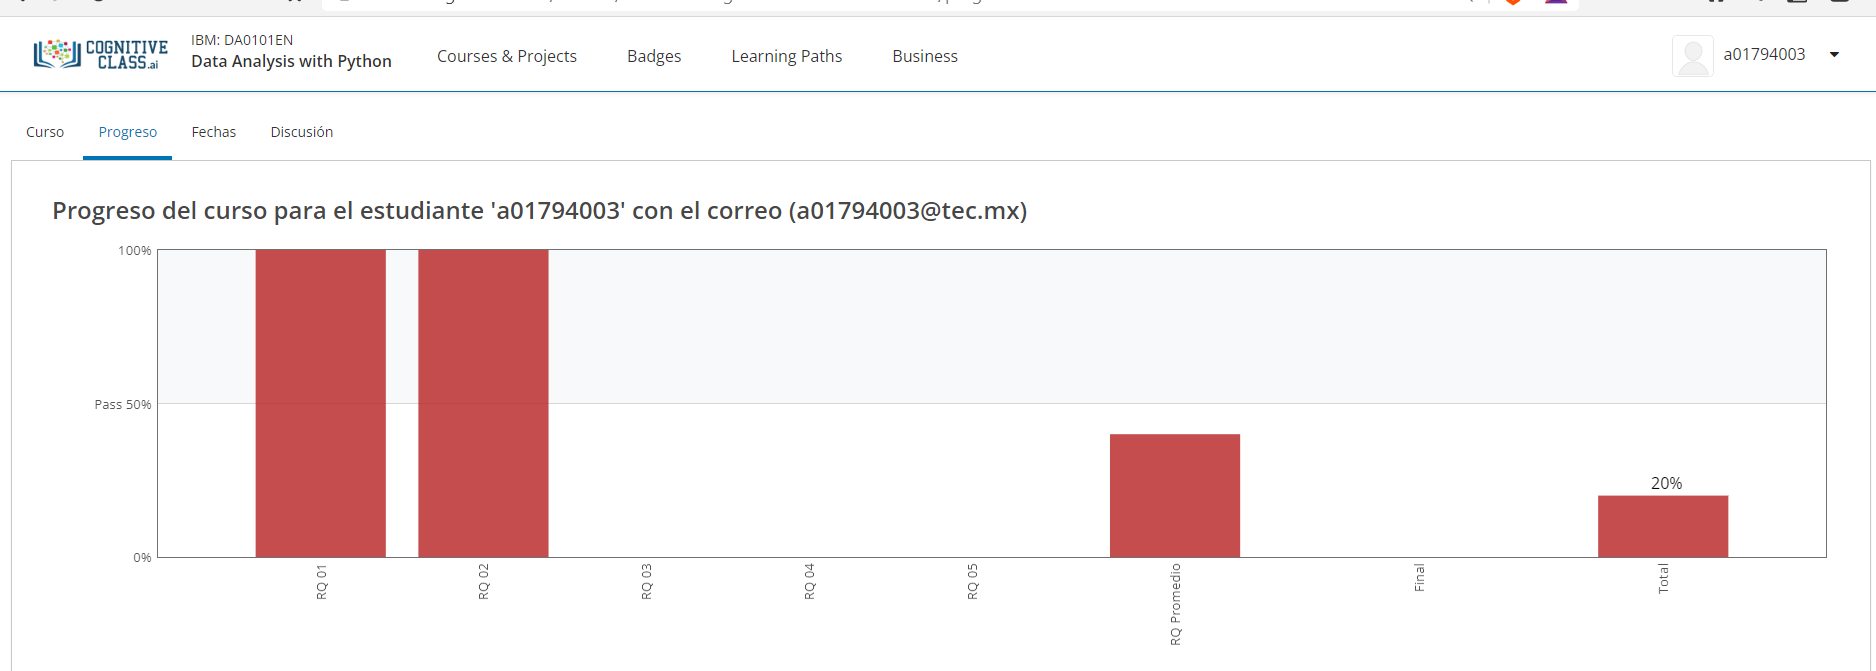 COGNITIVE
CLASS.ai
IBM: DA0101EN
Data Analysis with Python
Courses & Projects
Badges
Learning Paths
Business
a01794003
Curso
Progreso
Fechas
Discusión
Progreso del curso para el estudiante 'a01794003' con el correo (a01794003@tec.mx)
100%
Pass 50%
0%
20%
RQ 01
RQ 02
RQ 03
RQ 04
RQ 05
RQ Promedio
Final
Total